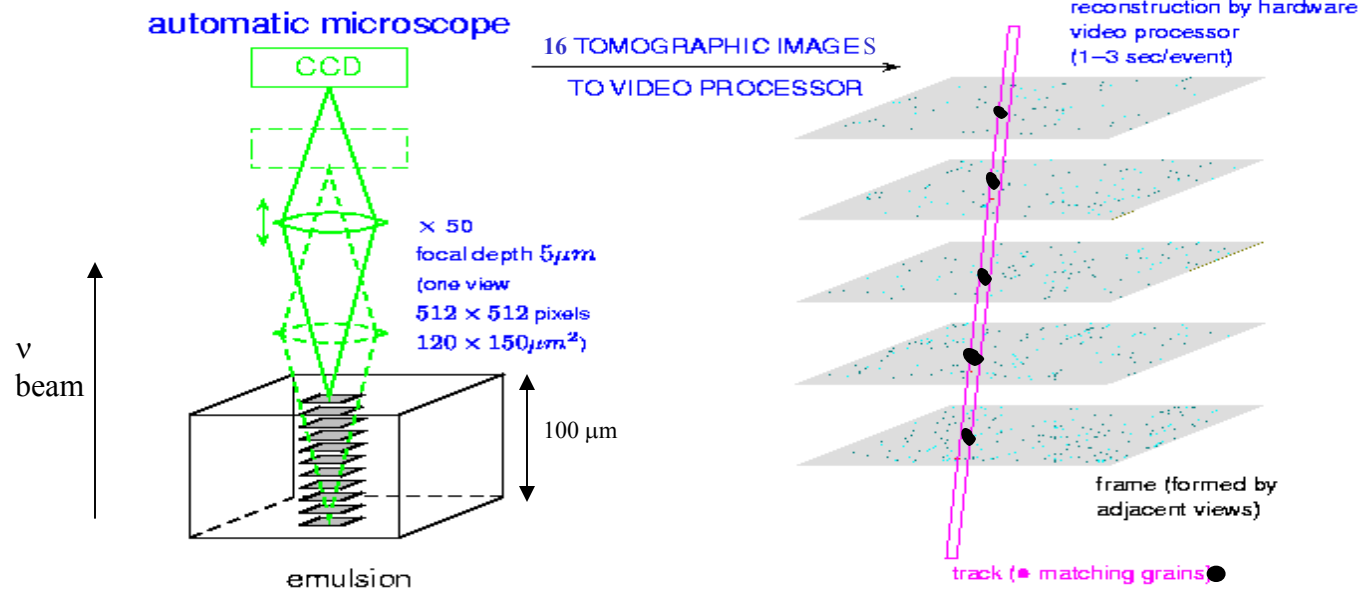 automatic microscope
CCD
16 TOMOGRAPHIC IMAGES
TO VIDEO PROCESSOR
reconstruction by hardware
video processor
(1–3 sec/event)
× 50
focal depth 5μm
(one view
512 × 512 pixels
120 × 150μm²)
ν
beam
100 μm
emulsion
frame (formed by
adjacent views)
track (● matching grains)